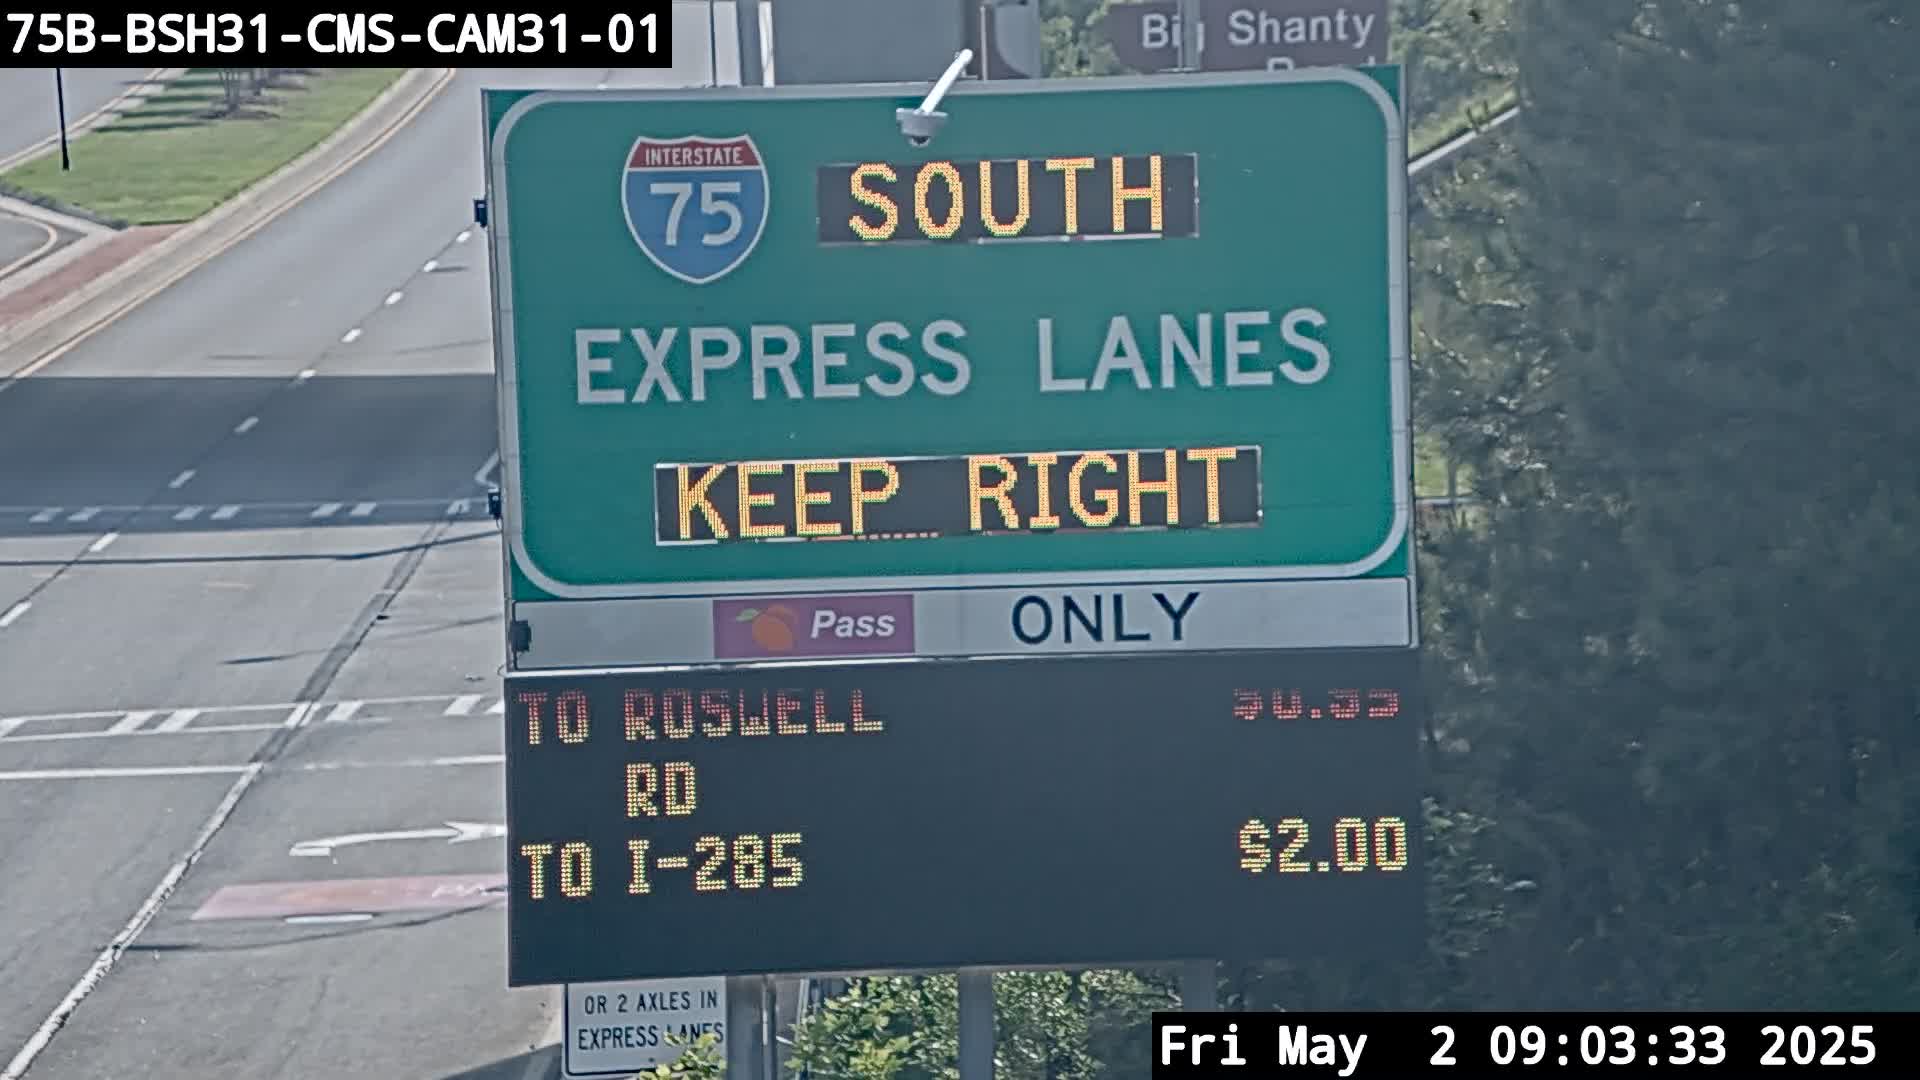 75B-BSH31-CMS-CAM31-01
Big Shanty
INTERSTATE
75
SOUTH
EXPRESS LANES
KEEP RIGHT
Pass
ONLY
TO ROSWELL
RD
TO I-285 $2.00
OR 2 AXLES IN
EXPRESS LANES
Fri May 2 09:03:33 2025